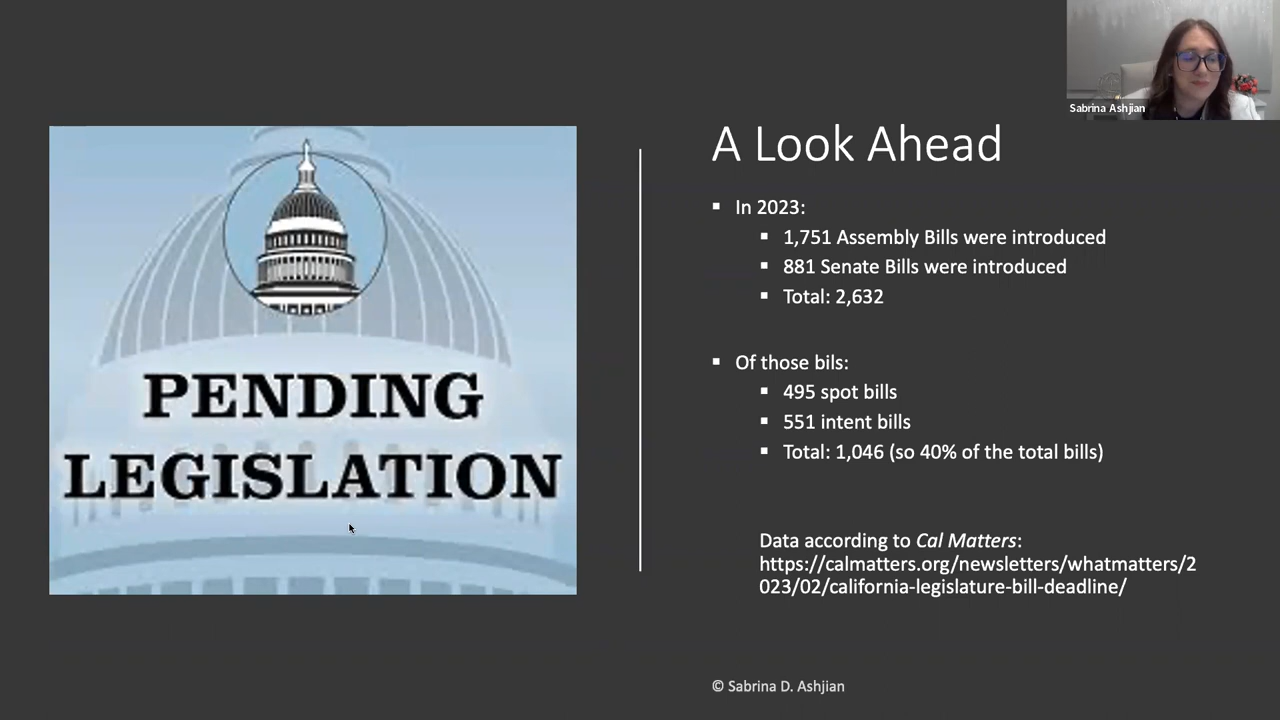 Sabrina Ashjian
A Look Ahead
In 2023:
1,751 Assembly Bills were introduced
881 Senate Bills were introduced
Total: 2,632
Of those bils:
495 spot bills
551 intent bills
Total: 1,046 (so 40% of the total bills)
Data according to Cal Matters:
https://calmatters.org/newsletters/whatmatters/2
023/02/california-legislature-bill-deadline/
© Sabrina D. Ashjian
PENDING
LEGISLATION